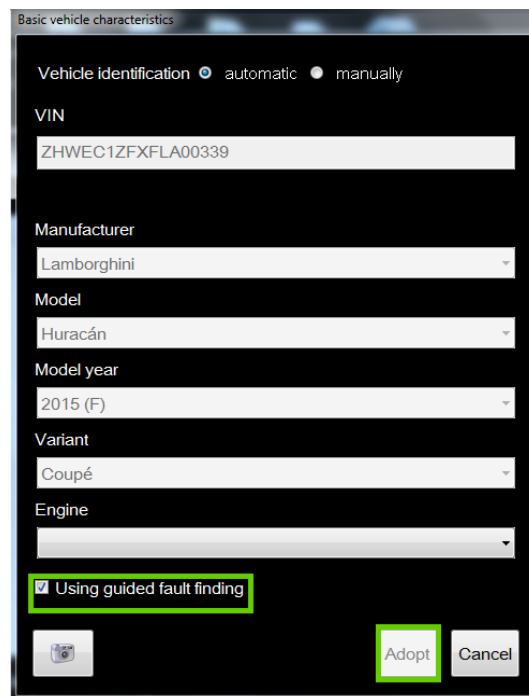 Basic vehicle characteristics
Vehicle identification automatic manually
VIN
ZHWEC1ZFXFLA00339
Manufacturer
Lamborghini
Model
Huracán
Model year
2015 (F)
Variant
Coupé
Engine
Using guided fault finding
Adopt Cancel